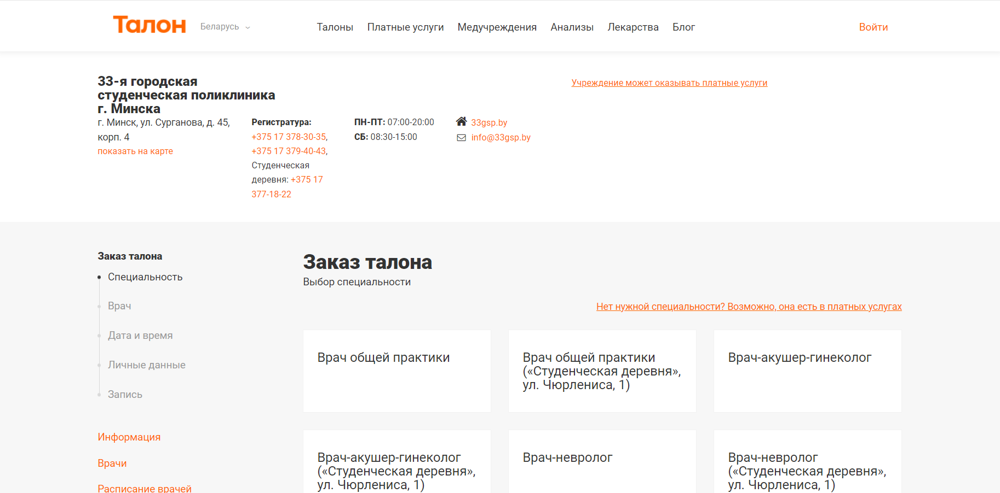 Талон
Беларусь
Талоны Платные услуги Медучреждения Анализы Лекарства Блог
Войти
33-я городская
студенческая поликлиника
г. Минска
г. Минск, ул. Сурганова, д. 45,
корп. 4
показать на карте
Регистратура:
+375 17 378-30-35,
+375 17 379-40-43,
Студенческая
деревня: +375 17
377-18-22
ПН-ПТ: 07:00-20:00
СБ: 08:30-15:00
33gsp.by
info@33gsp.by
Учреждение может оказывать платные услуги
Заказ талона
Специальность
Врач
Дата и время
Личные данные
Запись
Информация
Врачи
Расписание врачей
Заказ талона
Выбор специальности
Нет нужной специальности? Возможно, она есть в платных услугах
Врач общей практики
Врач общей практики
(«Студенческая деревня»,
ул. Чюрлениса, 1)
Врач-акушер-гинеколог
Врач-акушер-гинеколог
(«Студенческая деревня»,
ул. Чюрлениса, 1)
Врач-невролог
Врач-невролог
(«Студенческая деревня»,
ул. Чюрлениса, 1)